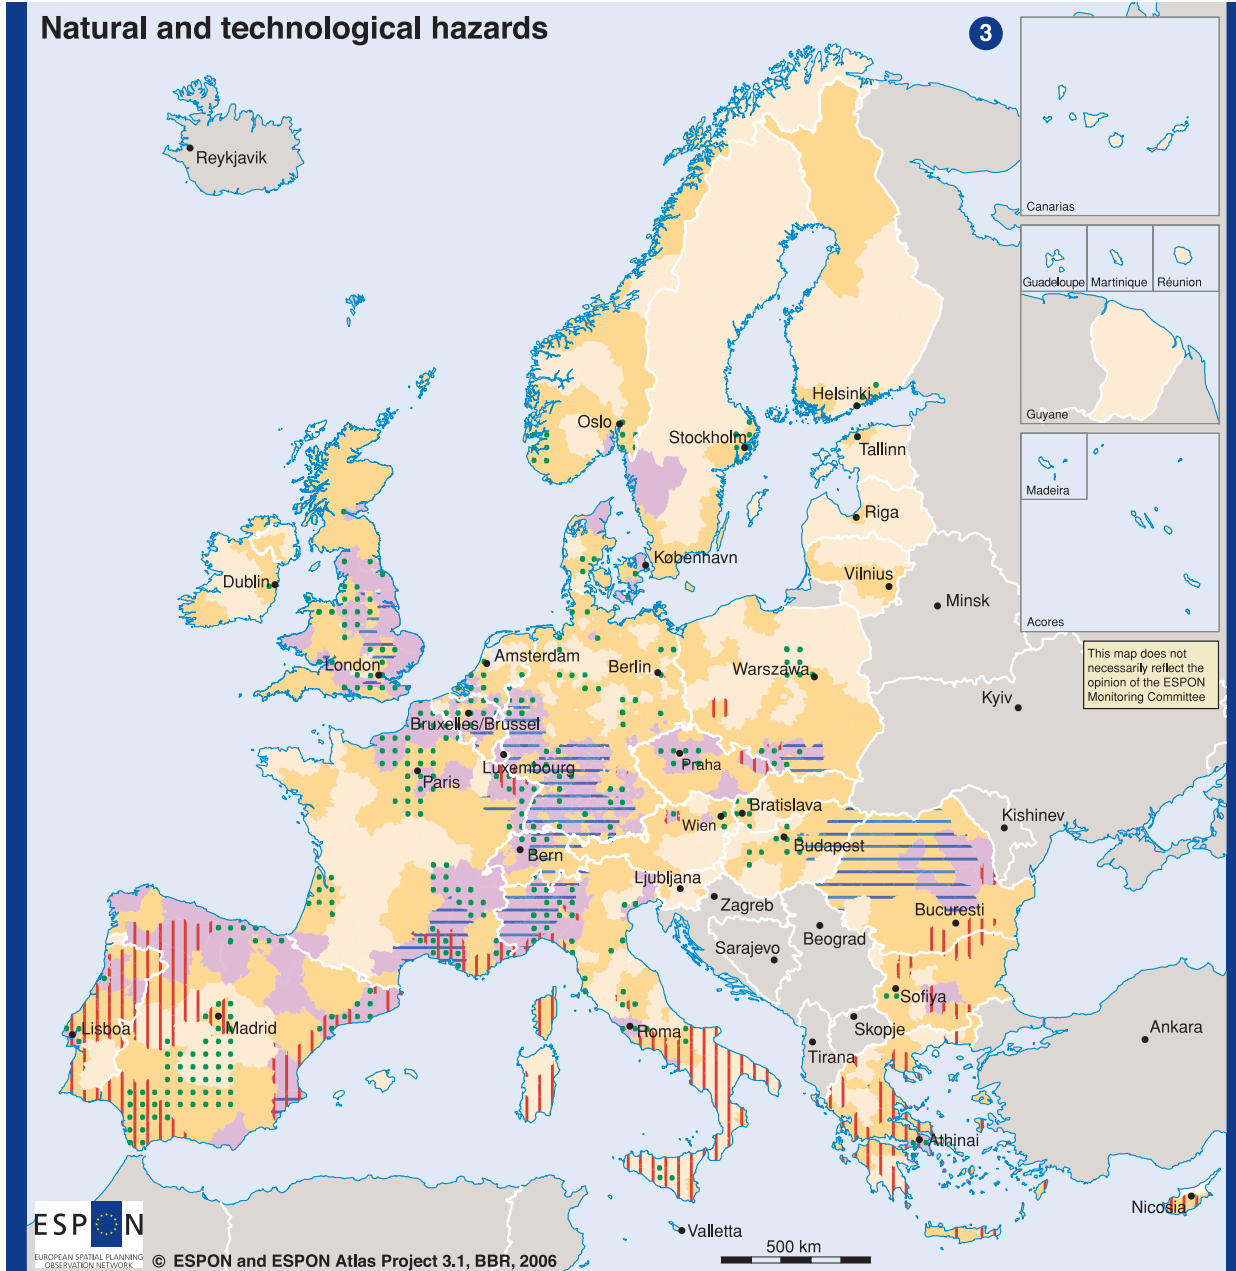 Natural and technological hazards
3
Reykjavik
Canarias
Guadeloupe
Martinique
Réunion
Guyane
Helsinki
Oslo
Stockholm
Tallinn
Madeira
Riga
København
Dublin
Vilnius
Minsk
Acores
London
Amsterdam
Berlin
Warszawa
This map does not
necessarily reflect the
opinion of the ESPON
Monitoring Committee
Kyiv
Bruxelles/Brussel
Luxembourg
Praha
Paris
Bratislava
Wien
Kishinev
Budapest
Bern
Ljubljana
Zagreb
Bucuresti
Beograd
Sarajevo
Sofiya
Lisboa
Madrid
Roma
Skopje
Ankara
Tirana
Athinai
Nicosia
Valletta
ESPON
EUROPEAN SPATIAL PLANNING
OBSERVATION NETWORK
© ESPON and ESPON Atlas Project 3.1, BBR, 2006
500 km